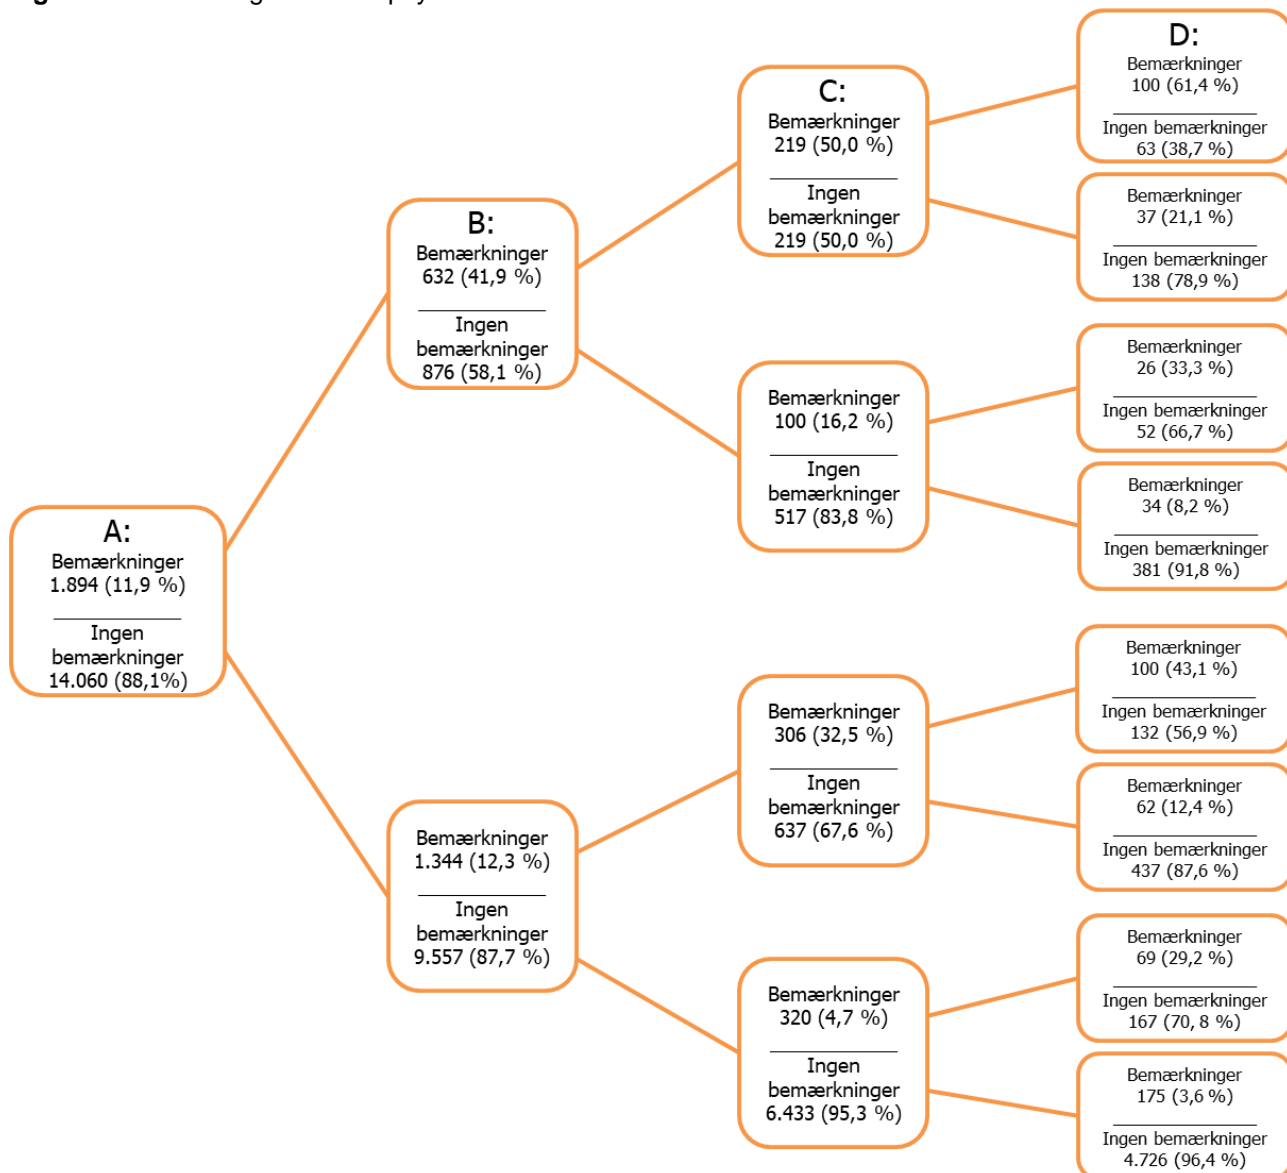 A:
Bemærkninger
1.894 (11,9 %)
Ingen
bemærkninger
14.060 (88,1%)
B:
Bemærkninger
632 (41,9 %)
Ingen
bemærkninger
876 (58,1 %)
Bemærkninger
1.344 (12,3 %)
Ingen
bemærkninger
9.557 (87,7 %)
C:
Bemærkninger
219 (50,0 %)
Ingen
bemærkninger
219 (50,0 %)
Bemærkninger
100 (16,2 %)
Ingen
bemærkninger
517 (83,8 %)
Bemærkninger
306 (32,5 %)
Ingen
bemærkninger
637 (67,6 %)
Bemærkninger
320 (4,7 %)
Ingen
bemærkninger
6.433 (95,3 %)
D:
Bemærkninger
100 (61,4 %)
Ingen bemærkninger
63 (38,7 %)
Bemærkninger
37 (21,1 %)
Ingen bemærkninger
138 (78,9 %)
Bemærkninger
26 (33,3 %)
Ingen bemærkninger
52 (66,7 %)
Bemærkninger
34 (8,2 %)
Ingen bemærkninger
381 (91,8 %)
Bemærkninger
100 (43,1 %)
Ingen bemærkninger
132 (56,9 %)
Bemærkninger
62 (12,4 %)
Ingen bemærkninger
437 (87,6 %)
Bemærkninger
69 (29,2 %)
Ingen bemærkninger
167 (70, 8 %)
Bemærkninger
175 (3,6 %)
Ingen bemærkninger
4.726 (96,4 %)